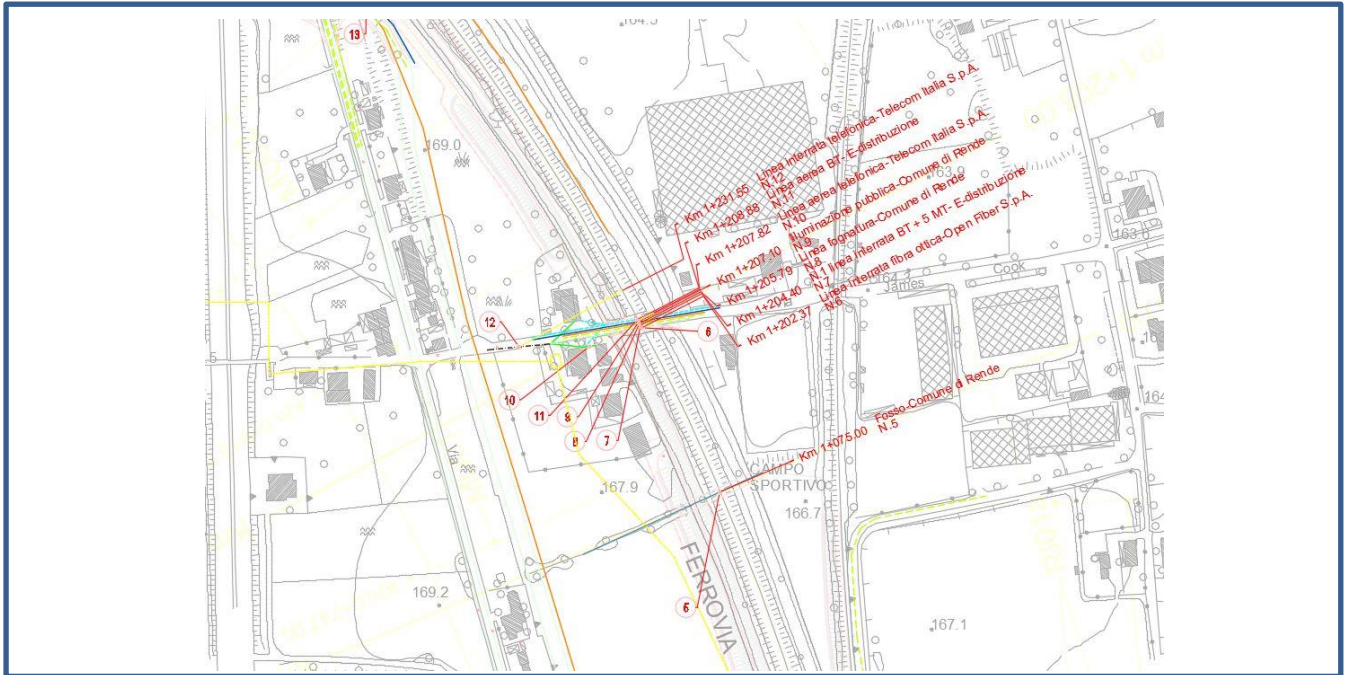 164.5
13
169.0
Km 1+231.55 Linea interrata telefonica-Telecom Italia S.p.A.
N.12
Km 1+208.88 Linea aerea BT- E-distribuzione
N.11
Km 1+207.82 Linea aerea telefonica-Telecom Italia S.p.A.
N.10
Km 1+207.10 Illuminazione pubblica-Comune di Rende
N.9
Km 1+205.79 Linea fognatura-Comune di Rende
N.8
Km 1+204.40 N.1 linea interrata BT + 5 MT- E-distribuzione
N.7
Km 1+202.37 Linea interrata fibra ottica-Open Fiber S.p.A.
N.6
163.9
163.6
James Cook
12
6
10
11
9
8
7
Km 1+075.00 Fosso-Comune di Rende
N.5
Via
CAMPO
SPORTIVO
167.9
166.7
FERROVIA
169.2
167.1